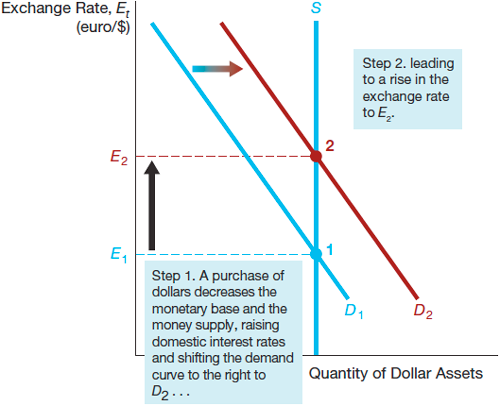 Exchange Rate, Et
(euro/$)
S
Step 2. leading
to a rise in the
exchange rate
to E2.
2
E2
E1
1
Step 1. A purchase of
dollars decreases the
monetary base and the
money supply, raising
domestic interest rates
and shifting the demand
curve to the right to
D2 . . .
D1
D2
Quantity of Dollar Assets